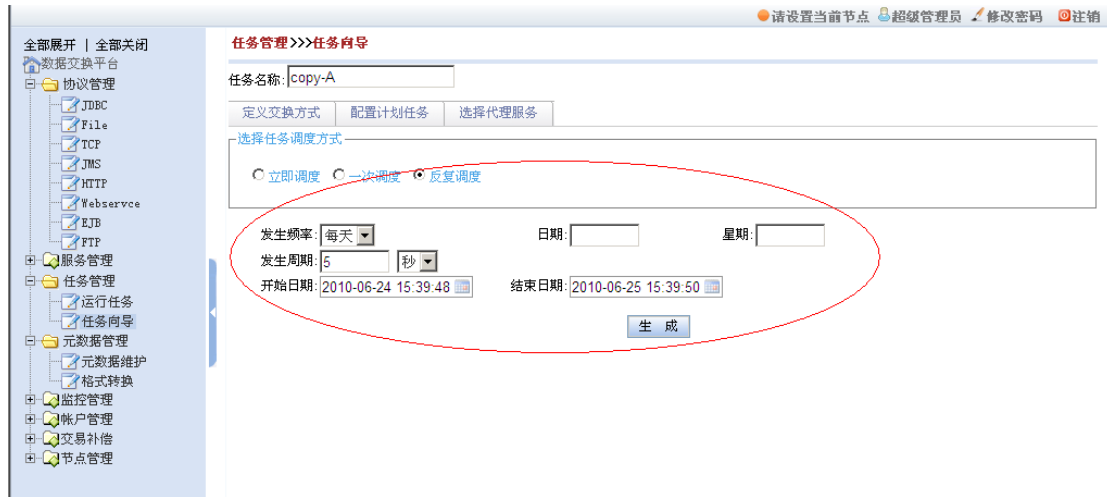 请设置当前节点 超级管理员 修改密码 注销
全部展开 | 全部关闭
数据交换平台
协议管理
JDBC
File
TCP
JMS
HTTP
Webservce
EJB
FTP
服务管理
任务管理
运行任务
任务向导
元数据管理
元数据维护
格式转换
监控管理
帐户管理
交易补偿
节点管理
任务管理>>>任务向导
任务名称: copy-A
定义交换方式 配置计划任务 选择代理服务
选择任务调度方式
立即调度 一次调度 反复调度
发生频率: 每天 日期: 星期:
发生周期: 5 秒
开始日期: 2010-06-24 15:39:48 结束日期: 2010-06-25 15:39:50
生 成